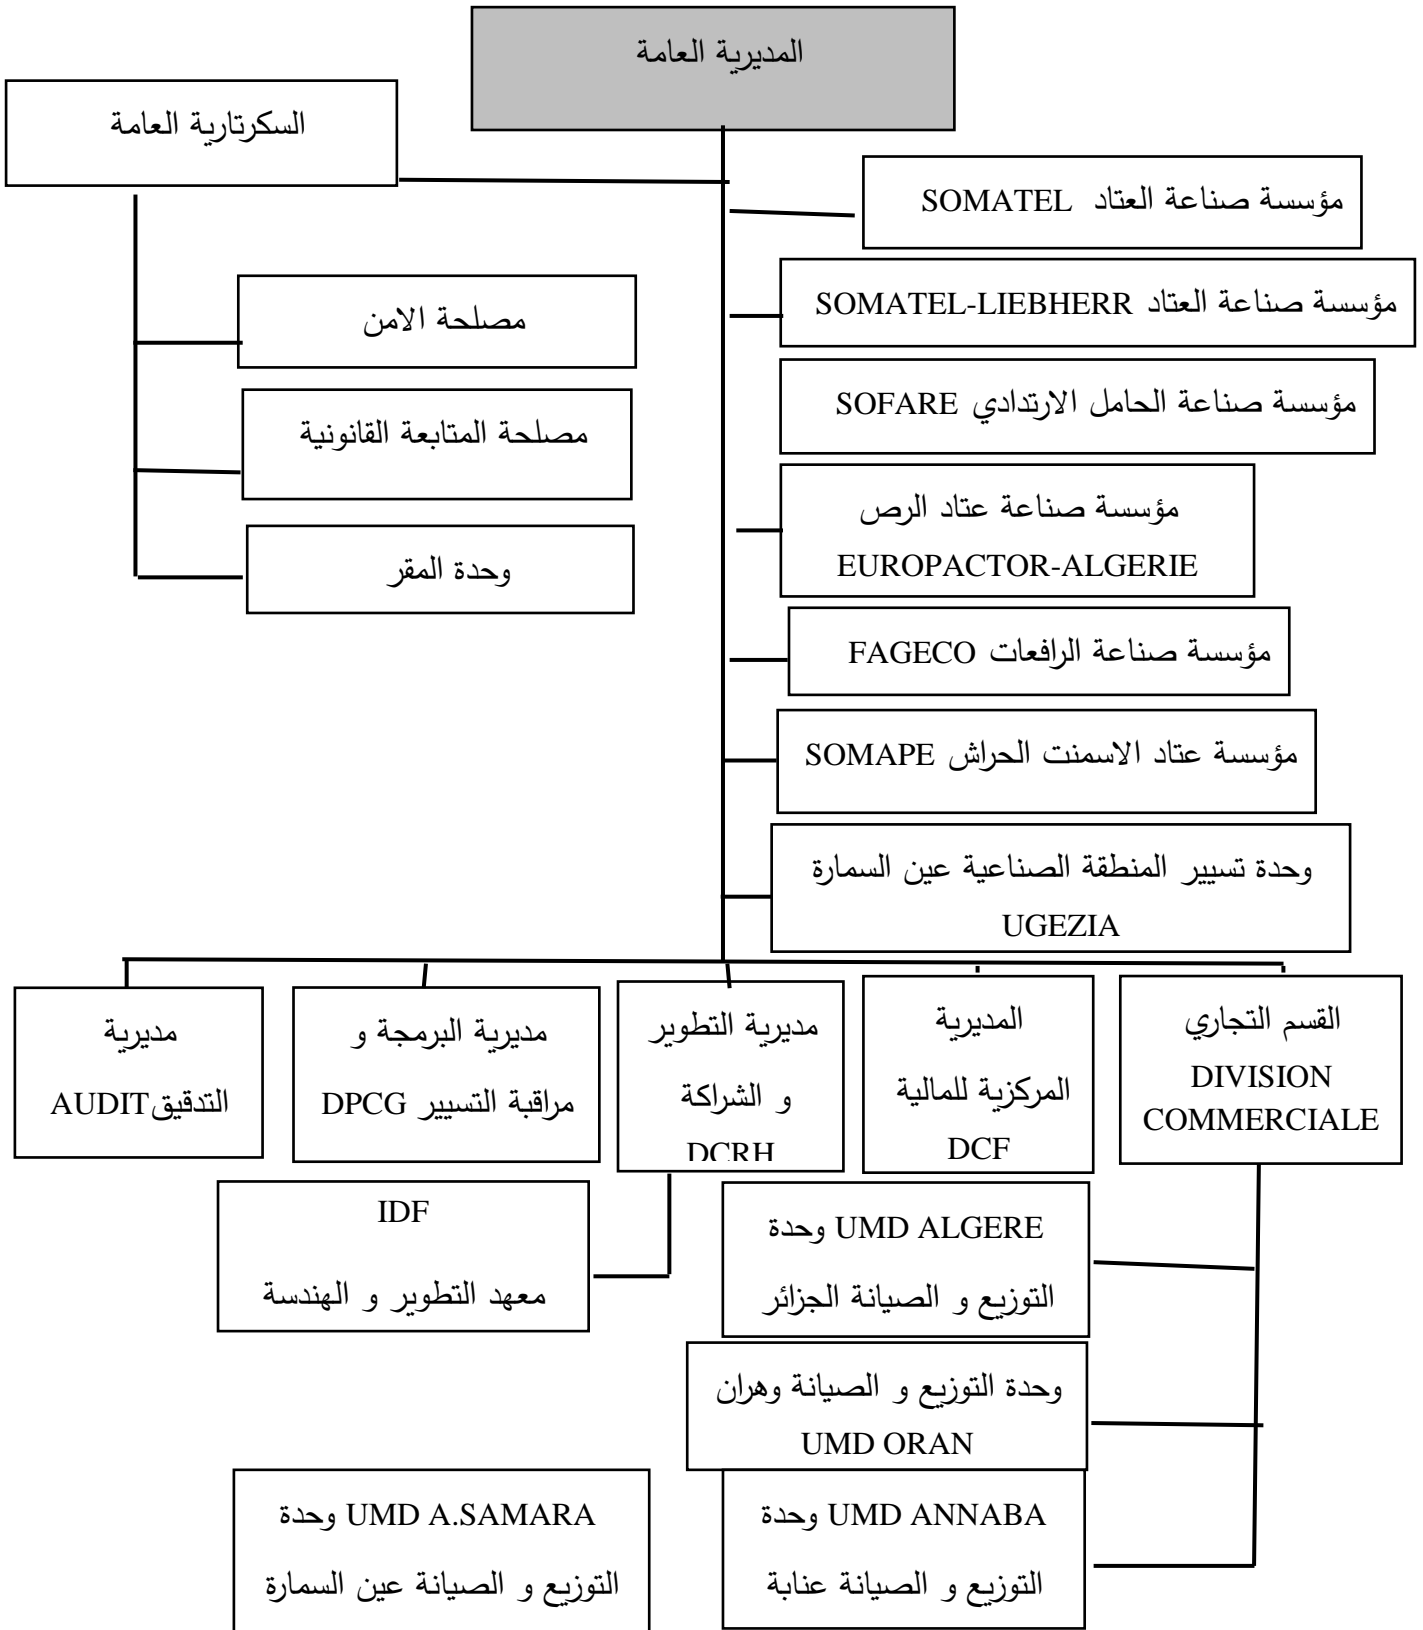 المديرية العامة
السكرتارية العامة
مؤسسة صناعة العتاد SOMATEL
مؤسسة صناعة العتاد SOMATEL-LIEBHERR
مصلحة الامن
مؤسسة صناعة الحامل الارتدادي SOFARE
مصلحة المتابعة القانونية
مؤسسة صناعة عتاد الرص
EUROPACTOR-ALGERIE
وحدة المقر
مؤسسة صناعة الرافعات FAGECO
مؤسسة عتاد الاسمنت الحراش SOMAPE
وحدة تسيير المنطقة الصناعية عين السمارة
UGEZIA
القسم التجاري
DIVISION
COMMERCIALE
المديرية
المركزية للمالية
DCF
مديرية التطوير
و الشراكة
DCRH
مديرية البرمجة و
مراقبة التسيير DPCG
مديرية
التدقيقAUDIT
UMD ALGERE وحدة
التوزيع و الصيانة الجزائر
IDF
معهد التطوير و الهندسة
وحدة التوزيع و الصيانة وهران
UMD ORAN
UMD ANNABA وحدة
التوزيع و الصيانة عنابة
UMD A.SAMARA وحدة
التوزيع و الصيانة عين السمارة